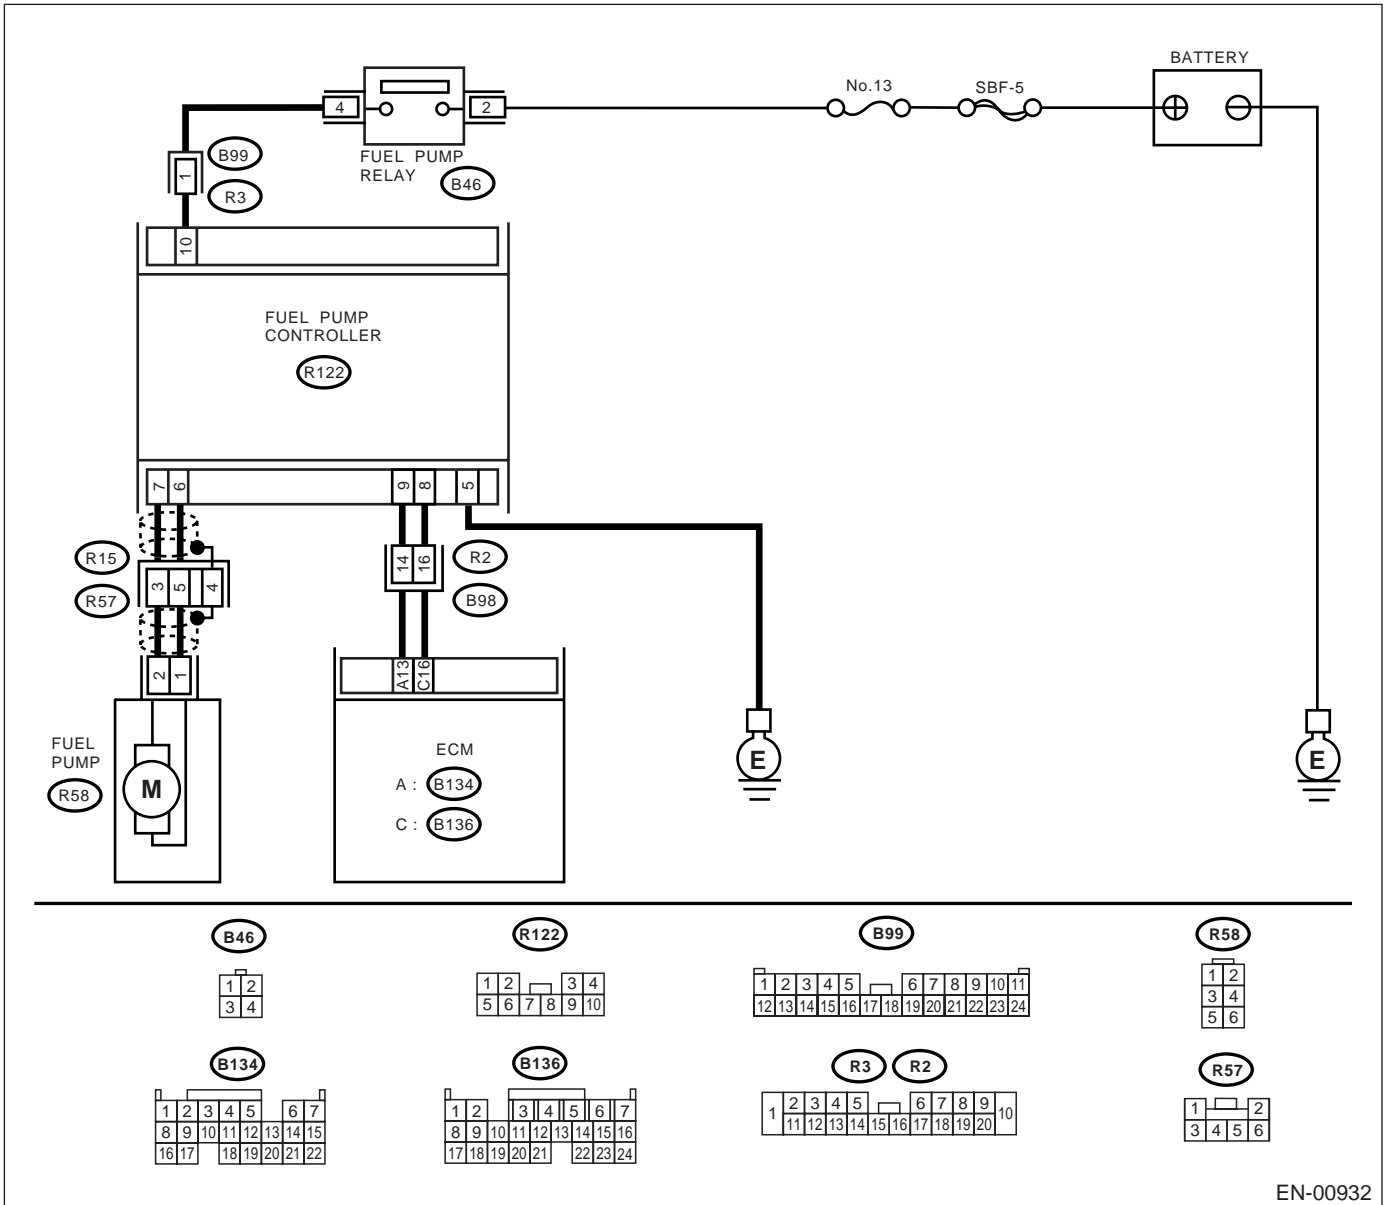 BATTERY
No.13
SBF-5
4
2
FUEL PUMP
RELAY
B46
B99
1
R3
10
FUEL PUMP
CONTROLLER
R122
7 6 9 8 5
R15
R57
3 5 4
14 16
R2
B98
2 1
A13 C16
FUEL
PUMP
R58
M
ECM
A : B134
C : B136
E
E
B46
1 2
3 4
R122
1 2 3 4
5 6 7 8 9 10
B99
1 2 3 4 5 6 7 8 9 10 11
12 13 14 15 16 17 18 19 20 21 22 23 24
R58
1 2
3 4
5 6
B134
1 2 3 4 5 6 7
8 9 10 11 12 13 14 15
16 17 18 19 20 21 22
B136
1 2 3 4 5 6 7
8 9 10 11 12 13 14 15 16
17 18 19 20 21 22 23 24
R3 R2
1 2 3 4 5 6 7 8 9 10
11 12 13 14 15 16 17 18 19 20
R57
1 2
3 4 5 6
EN-00932